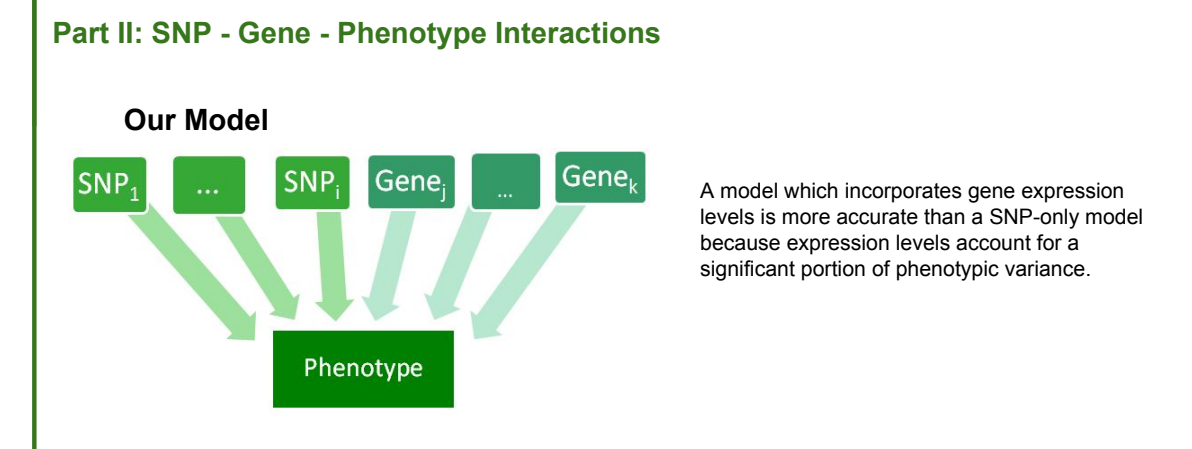 Part II: SNP - Gene - Phenotype Interactions
Our Model
SNP1 ... SNPi Genej ... Genek
A model which incorporates gene expression
levels is more accurate than a SNP-only model
because expression levels account for a
significant portion of phenotypic variance.
Phenotype